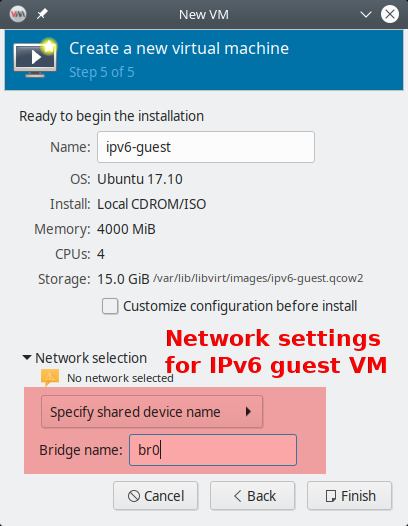 New VM
Create a new virtual machine
Step 5 of 5
Ready to begin the installation
Name: ipv6-guest
OS: Ubuntu 17.10
Install: Local CDROM/ISO
Memory: 4000 MiB
CPUs: 4
Storage: 15.0 GiB /var/lib/libvirt/images/ipv6-guest.qcow2
Customize configuration before install
Network settings
for IPv6 guest VM
Network selection
No network selected
Specify shared device name
Bridge name: br0
Cancel Back Finish